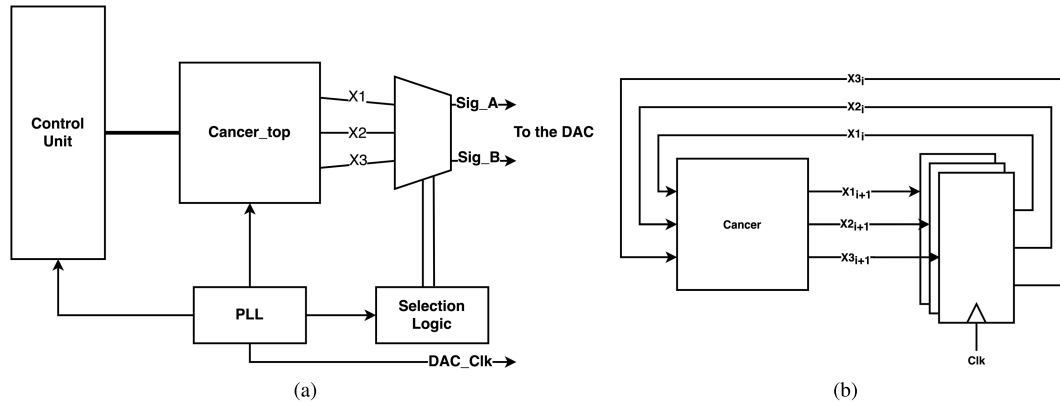 Control
Unit
Cancer_top
X1
X2
X3
Sig_A
Sig_B
To the DAC
PLL
Selection
Logic
DAC_Clk
(a)
X3i
X2i
X1i
Cancer
X1i+1
X2i+1
X3i+1
Clk
(b)